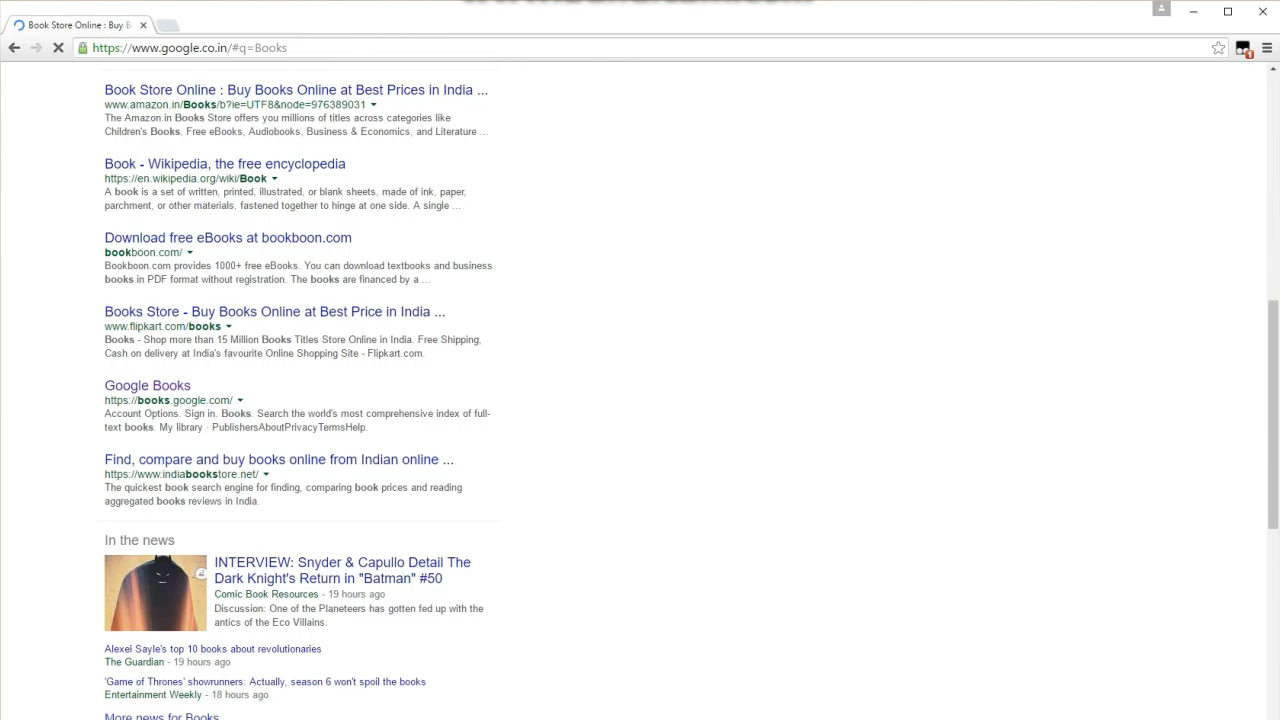 Book Store Online : Buy B
https://www.google.co.in/#q=Books
1
Book Store Online : Buy Books Online at Best Prices in India ...
www.amazon.in/Books/b?ie=UTF8&node=976389031
The Amazon.in Books Store offers you millions of titles across categories like
Children's Books, Free eBooks, Audiobooks, Business & Economics, and Literature ...
Book - Wikipedia, the free encyclopedia
https://en.wikipedia.org/wiki/Book
A book is a set of written, printed, illustrated, or blank sheets, made of ink, paper,
parchment, or other materials, fastened together to hinge at one side. A single ...
Download free eBooks at bookboon.com
bookboon.com/
Bookboon.com provides 1000+ free eBooks. You can download textbooks and business
books in PDF format without registration. The books are financed by a ...
Books Store - Buy Books Online at Best Price in India ...
www.flipkart.com/books
Books - Shop more than 15 Million Books Titles Store Online in India. Free Shipping,
Cash on delivery at India's favourite Online Shopping Site - Flipkart.com.
Google Books
https://books.google.com/
Account Options. Sign in. Books. Search the world's most comprehensive index of full-
text books. My library · PublishersAboutPrivacyTermsHelp.
Find, compare and buy books online from Indian online ...
https://www.indiabookstore.net/
The quickest book search engine for finding, comparing book prices and reading
aggregated books reviews in India.
In the news
INTERVIEW: Snyder & Capullo Detail The
Dark Knight's Return in "Batman" #50
Comic Book Resources - 19 hours ago
Discussion: One of the Planeteers has gotten fed up with the
antics of the Eco Villains.
Alexei Sayle's top 10 books about revolutionaries
The Guardian - 19 hours ago
'Game of Thrones' showrunners: Actually, season 6 won't spoil the books
Entertainment Weekly - 18 hours ago
More news for Books